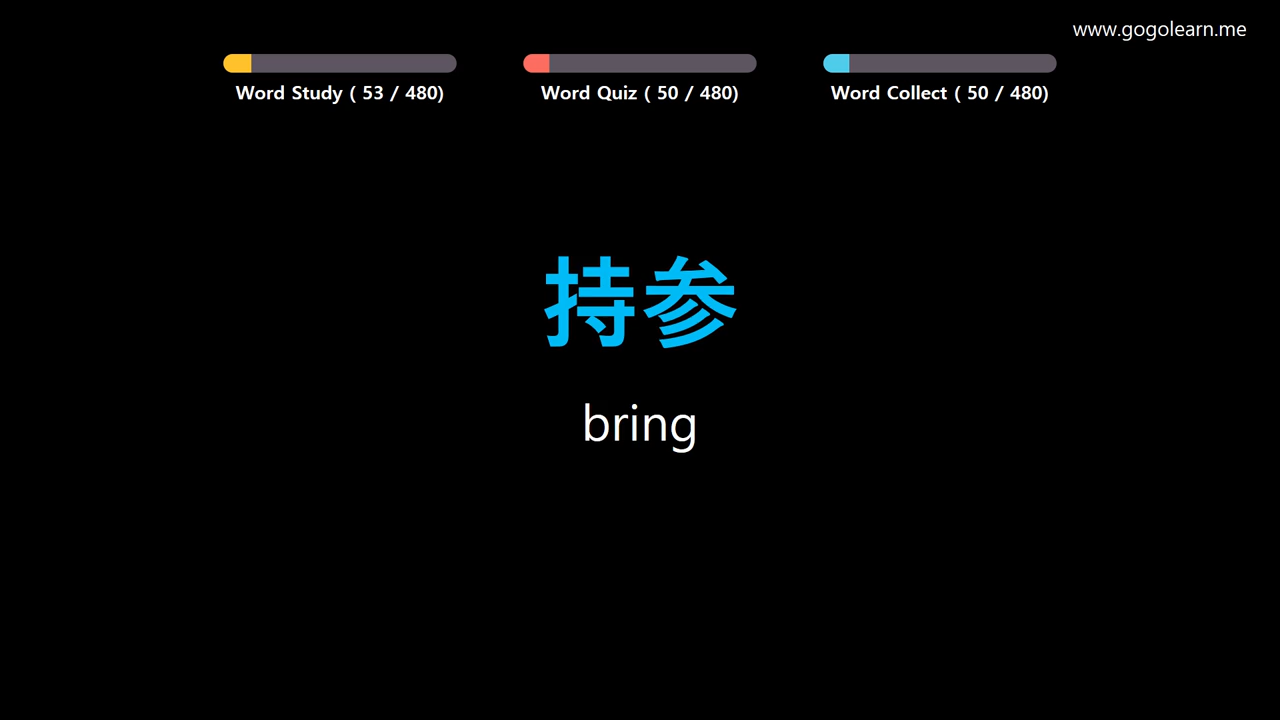 www.gogolearn.me
Word Study ( 53 / 480)
Word Quiz ( 50 / 480)
Word Collect ( 50 / 480)
持参
bring